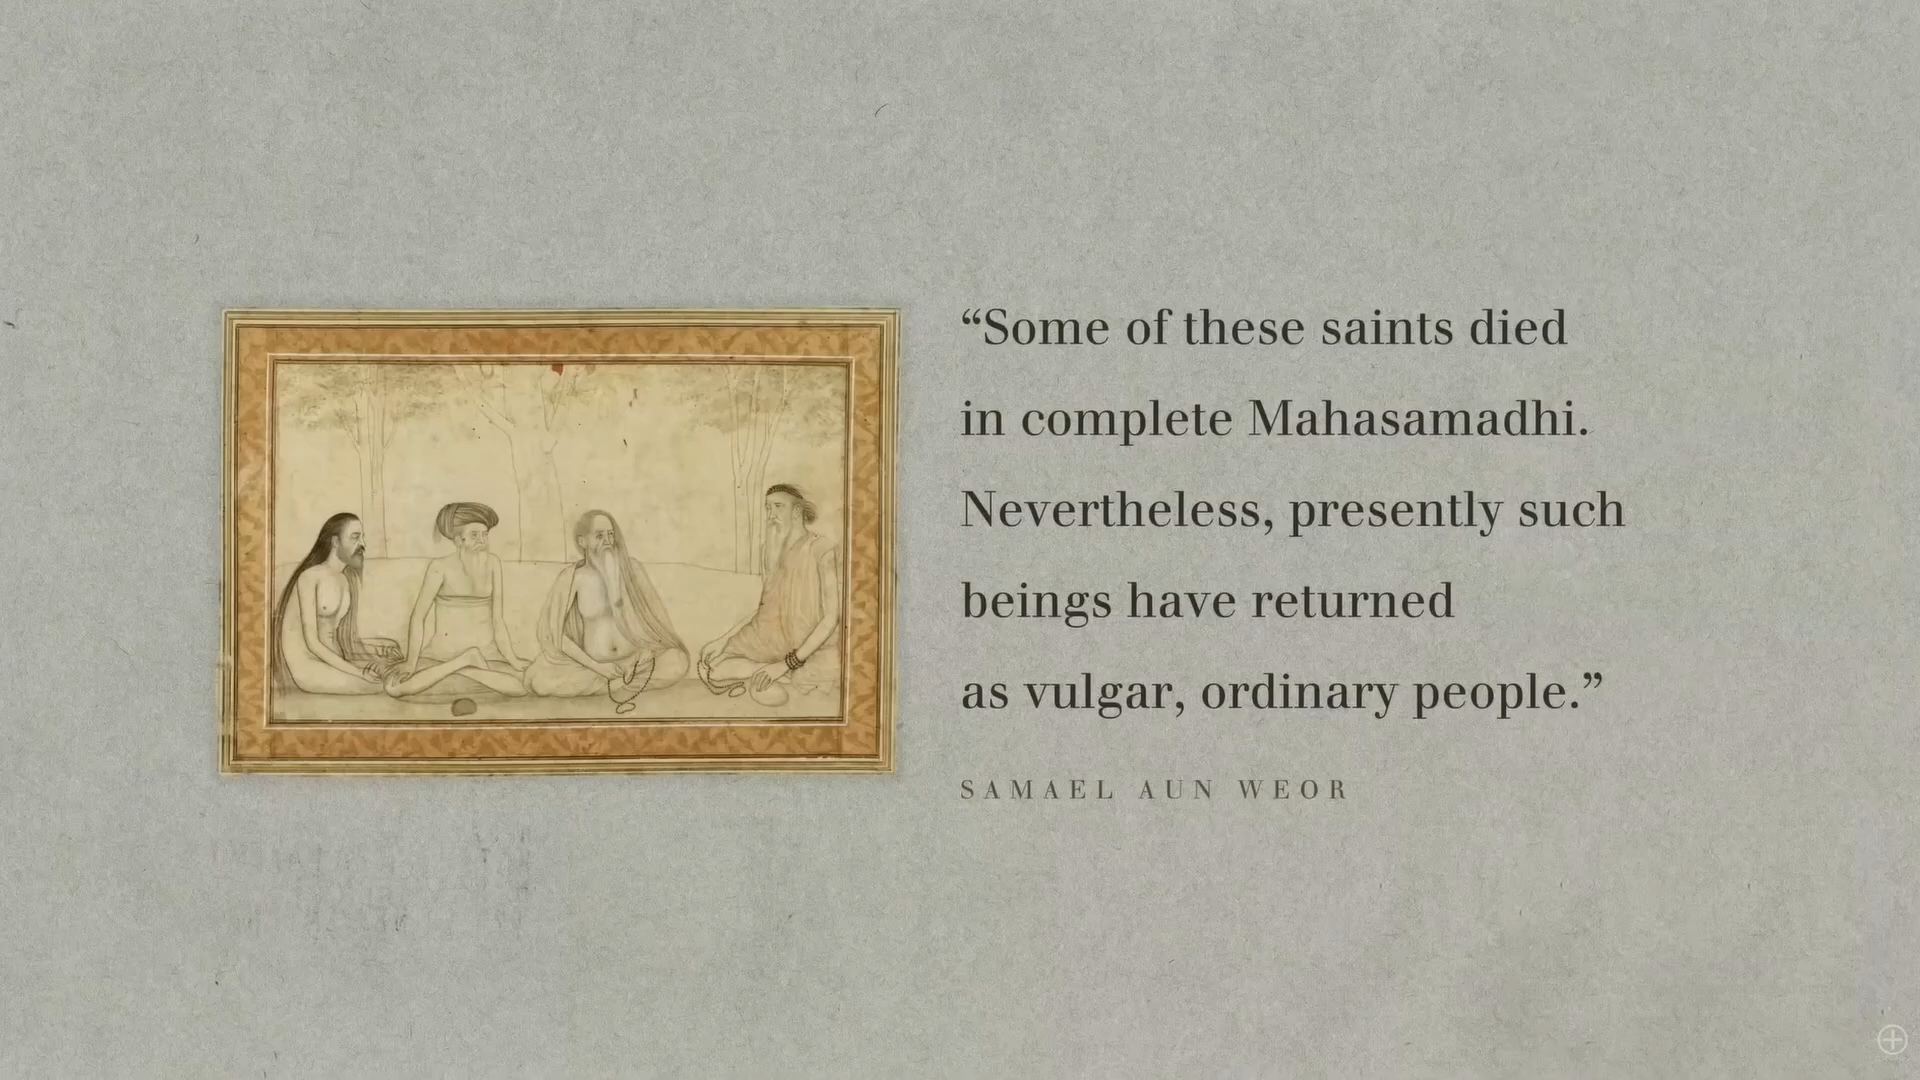 “Some of these saints died
in complete Mahasamadhi.
Nevertheless, presently such
beings have returned
as vulgar, ordinary people.”
SAMAEL AUN WEOR